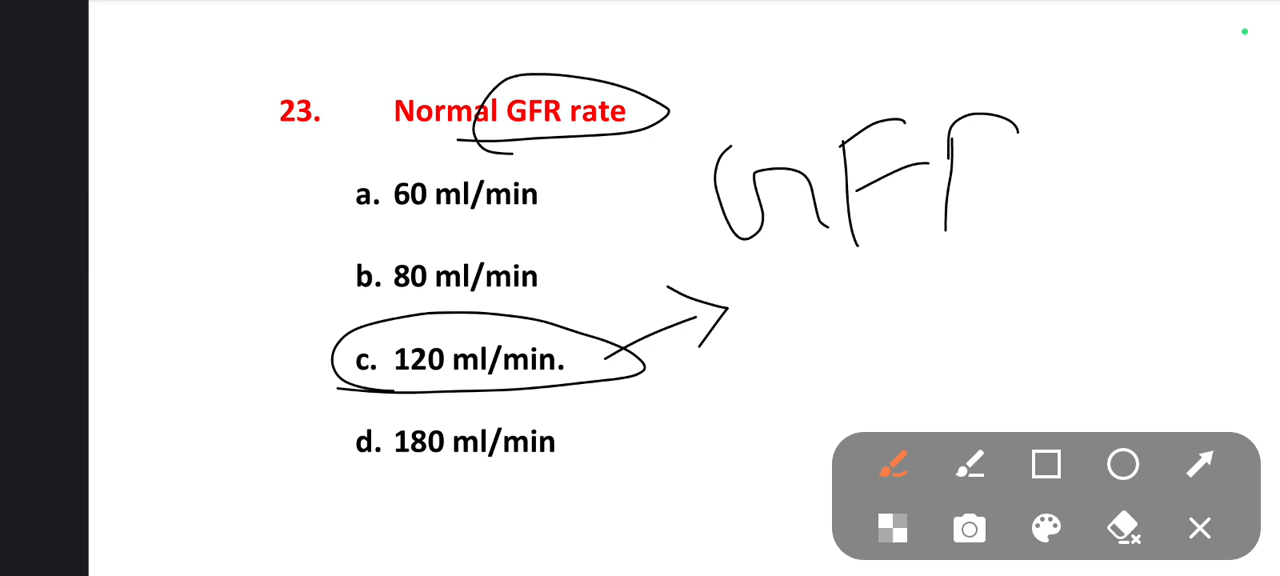 23. Normal GFR rate
GFr
a. 60 ml/min
b. 80 ml/min
c. 120 ml/min.
d. 180 ml/min